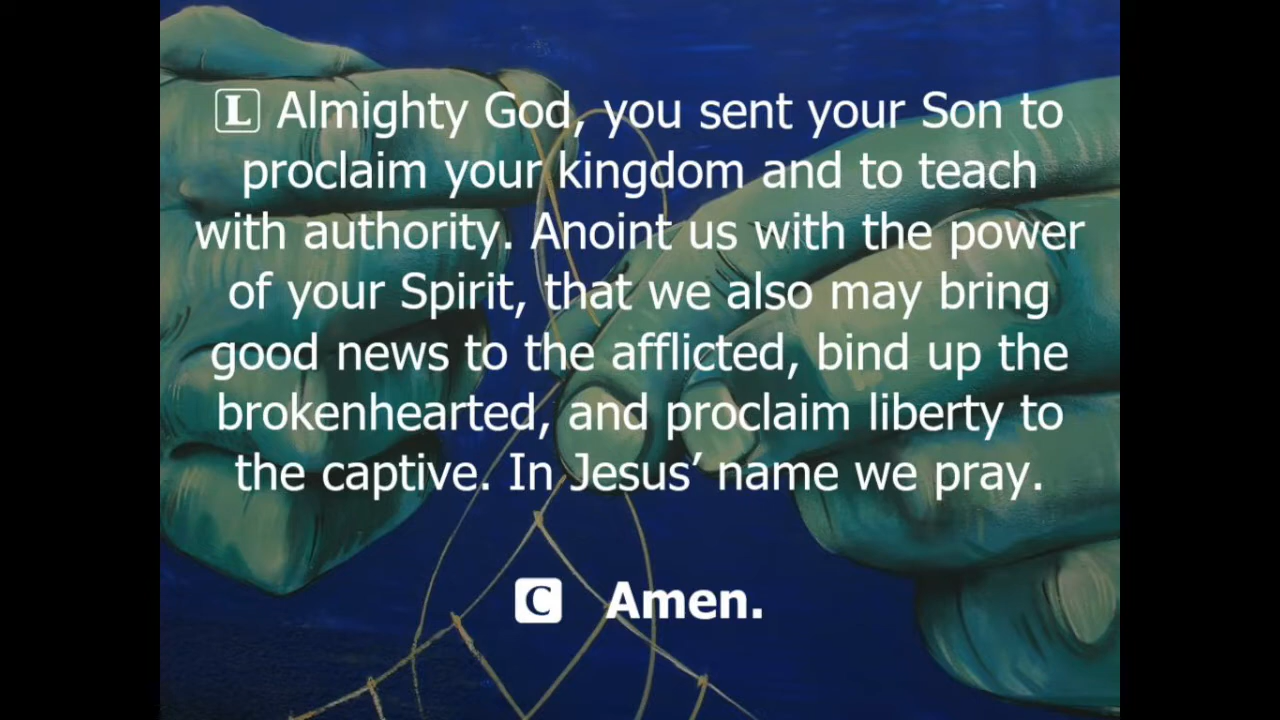 L Almighty God, you sent your Son to
proclaim your kingdom and to teach
with authority. Anoint us with the power
of your Spirit, that we also may bring
good news to the afflicted, bind up the
brokenhearted, and proclaim liberty to
the captive. In Jesus’ name we pray.
C Amen.